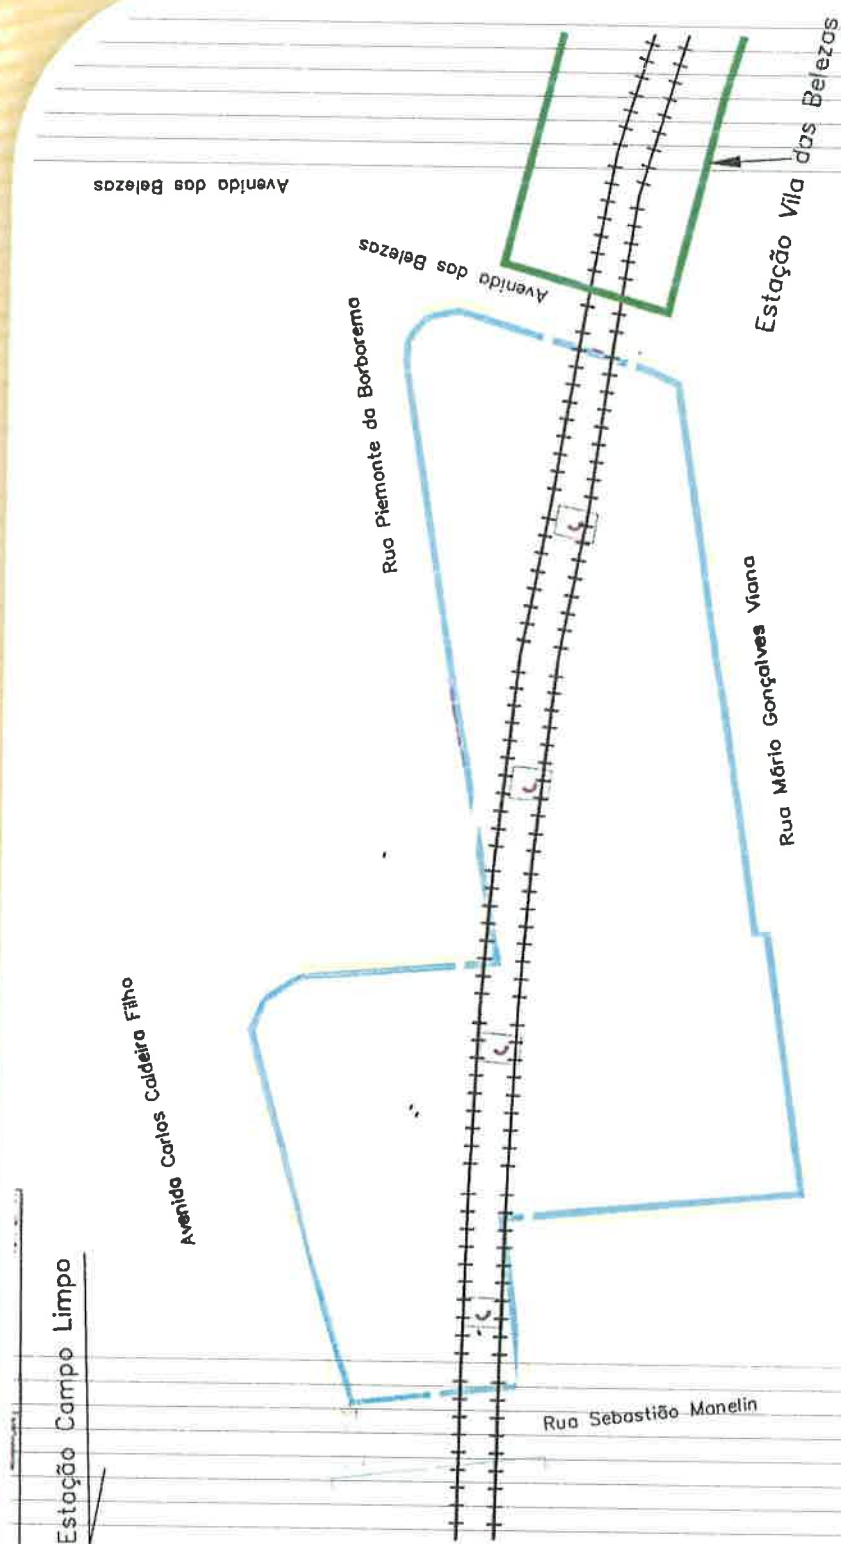 Estação Vila das Belezas
Avenida das Belezas
Avenida das Belezas
Rua Piemonte da Borborema
Rua Mário Gonçalves Viana
Avenida Carlos Caldeira Filho
Estação Campo Limpo
Rua Sebastião Manelin